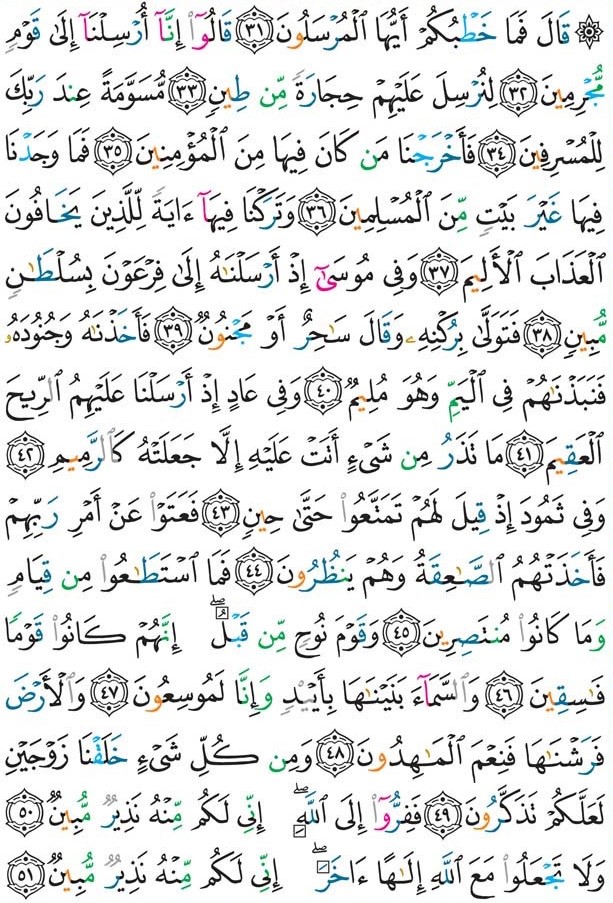 ۞ قَالَ فَمَا خَطْبُكُمْ أَيُّهَا ٱلْمُرْسَلُونَ ٣١ قَالُوٓا۟ إِنَّآ أُرْسِلْنَآ إِلَىٰ قَوْمٍ
مُّجْرِمِينَ ٣٢ لِنُرْسِلَ عَلَيْهِمْ حِجَارَةً مِّن طِينٍ ٣٣ مُّسَوَّمَةً عِندَ رَبِّكَ
لِلْمُسْرِفِينَ ٣٤ فَأَخْرَجْنَا مَن كَانَ فِيهَا مِنَ ٱلْمُؤْمِنِينَ ٣٥ فَمَا وَجَدْنَا
فِيهَا غَيْرَ بَيْتٍ مِّنَ ٱلْمُسْلِمِينَ ٣٦ وَتَرَكْنَا فِيهَآ ءَايَةً لِّلَّذِينَ يَخَافُونَ
ٱلْعَذَابَ ٱلْأَلِيمَ ٣٧ وَفِى مُوسَىٰٓ إِذْ أَرْسَلْنَٰهُ إِلَىٰ فِرْعَوْنَ بِسُلْطَٰنٍ
مُّبِينٍ ٣٨ فَتَوَلَّىٰ بِرُكْنِهِۦ وَقَالَ سَٰحِرٌ أَوْ مَجْنُونٌ ٣٩ فَأَخَذْنَٰهُ وَجُنُودَهُۥ
فَنَبَذْنَٰهُمْ فِى ٱلْيَمِّ وَهُوَ مُلِيمٌ ٤٠ وَفِى عَادٍ إِذْ أَرْسَلْنَا عَلَيْهِمُ ٱلرِّيحَ
ٱلْعَقِيمَ ٤١ مَا تَذَرُ مِن شَىْءٍ أَتَتْ عَلَيْهِ إِلَّا جَعَلَتْهُ كَٱلرَّمِيمِ ٤٢
وَفِى ثَمُودَ إِذْ قِيلَ لَهُمْ تَمَتَّعُوا۟ حَتَّىٰ حِينٍ ٤٣ فَعَتَوْا۟ عَنْ أَمْرِ رَبِّهِمْ
فَأَخَذَتْهُمُ ٱلصَّٰعِقَةُ وَهُمْ يَنظُرُونَ ٤٤ فَمَا ٱسْتَطَٰعُوا۟ مِن قِيَامٍ
وَمَا كَانُوا۟ مُنتَصِرِينَ ٤٥ وَقَوْمَ نُوحٍ مِّن قَبْلُ ۖ إِنَّهُمْ كَانُوا۟ قَوْمًا
فَٰسِقِينَ ٤٦ وَٱلسَّمَآءَ بَنَيْنَٰهَا بِأَيْي۟دٍ وَإِنَّا لَمُوسِعُونَ ٤٧ وَٱلْأَرْضَ
فَرَشْنَٰهَا فَنِعْمَ ٱلْمَٰهِدُونَ ٤٨ وَمِن كُلِّ شَىْءٍ خَلَقْنَا زَوْجَيْنِ
لَعَلَّكُمْ تَذَكَّرُونَ ٤٩ فَفِرُّوٓا۟ إِلَى ٱللَّهِ ۖ إِنِّى لَكُم مِّنْهُ نَذِيرٌ مُّبِينٌ ٥٠
وَلَا تَجْعَلُوا۟ مَعَ ٱللَّهِ إِلَٰهًا ءَاخَرَ ۖ إِنِّى لَكُم مِّنْهُ نَذِيرٌ مُّبِينٌ ٥١